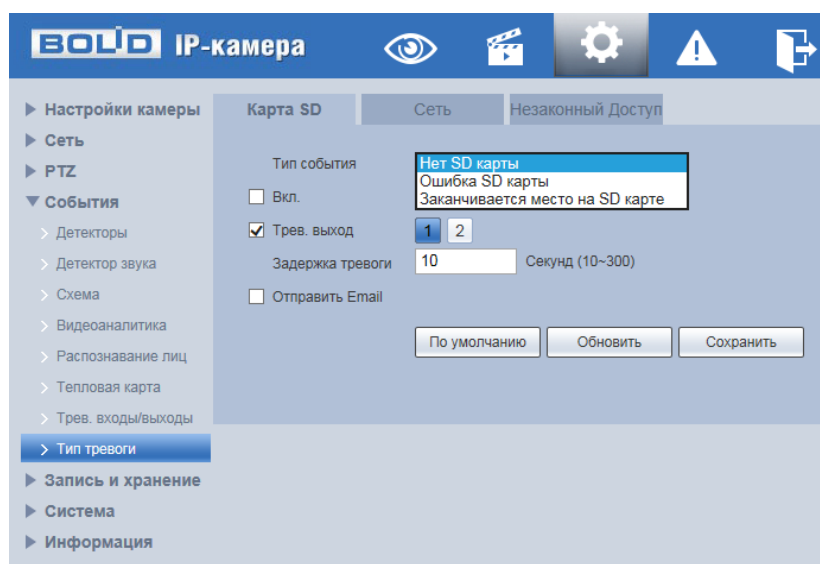 BOLID IP-камера
Настройки камеры
Сеть
PTZ
События
Детекторы
Детектор звука
Схема
Видеоаналитика
Распознавание лиц
Тепловая карта
Трев. входы/выходы
Тип тревоги
Запись и хранение
Система
Информация
Карта SD
Сеть
Незаконный Доступ
Тип события
Нет SD карты
Ошибка SD карты
Заканчивается место на SD карте
Вкл.
Трев. выход 1 2
Задержка тревоги 10 Секунд (10~300)
Отправить Email
По умолчанию Обновить Сохранить